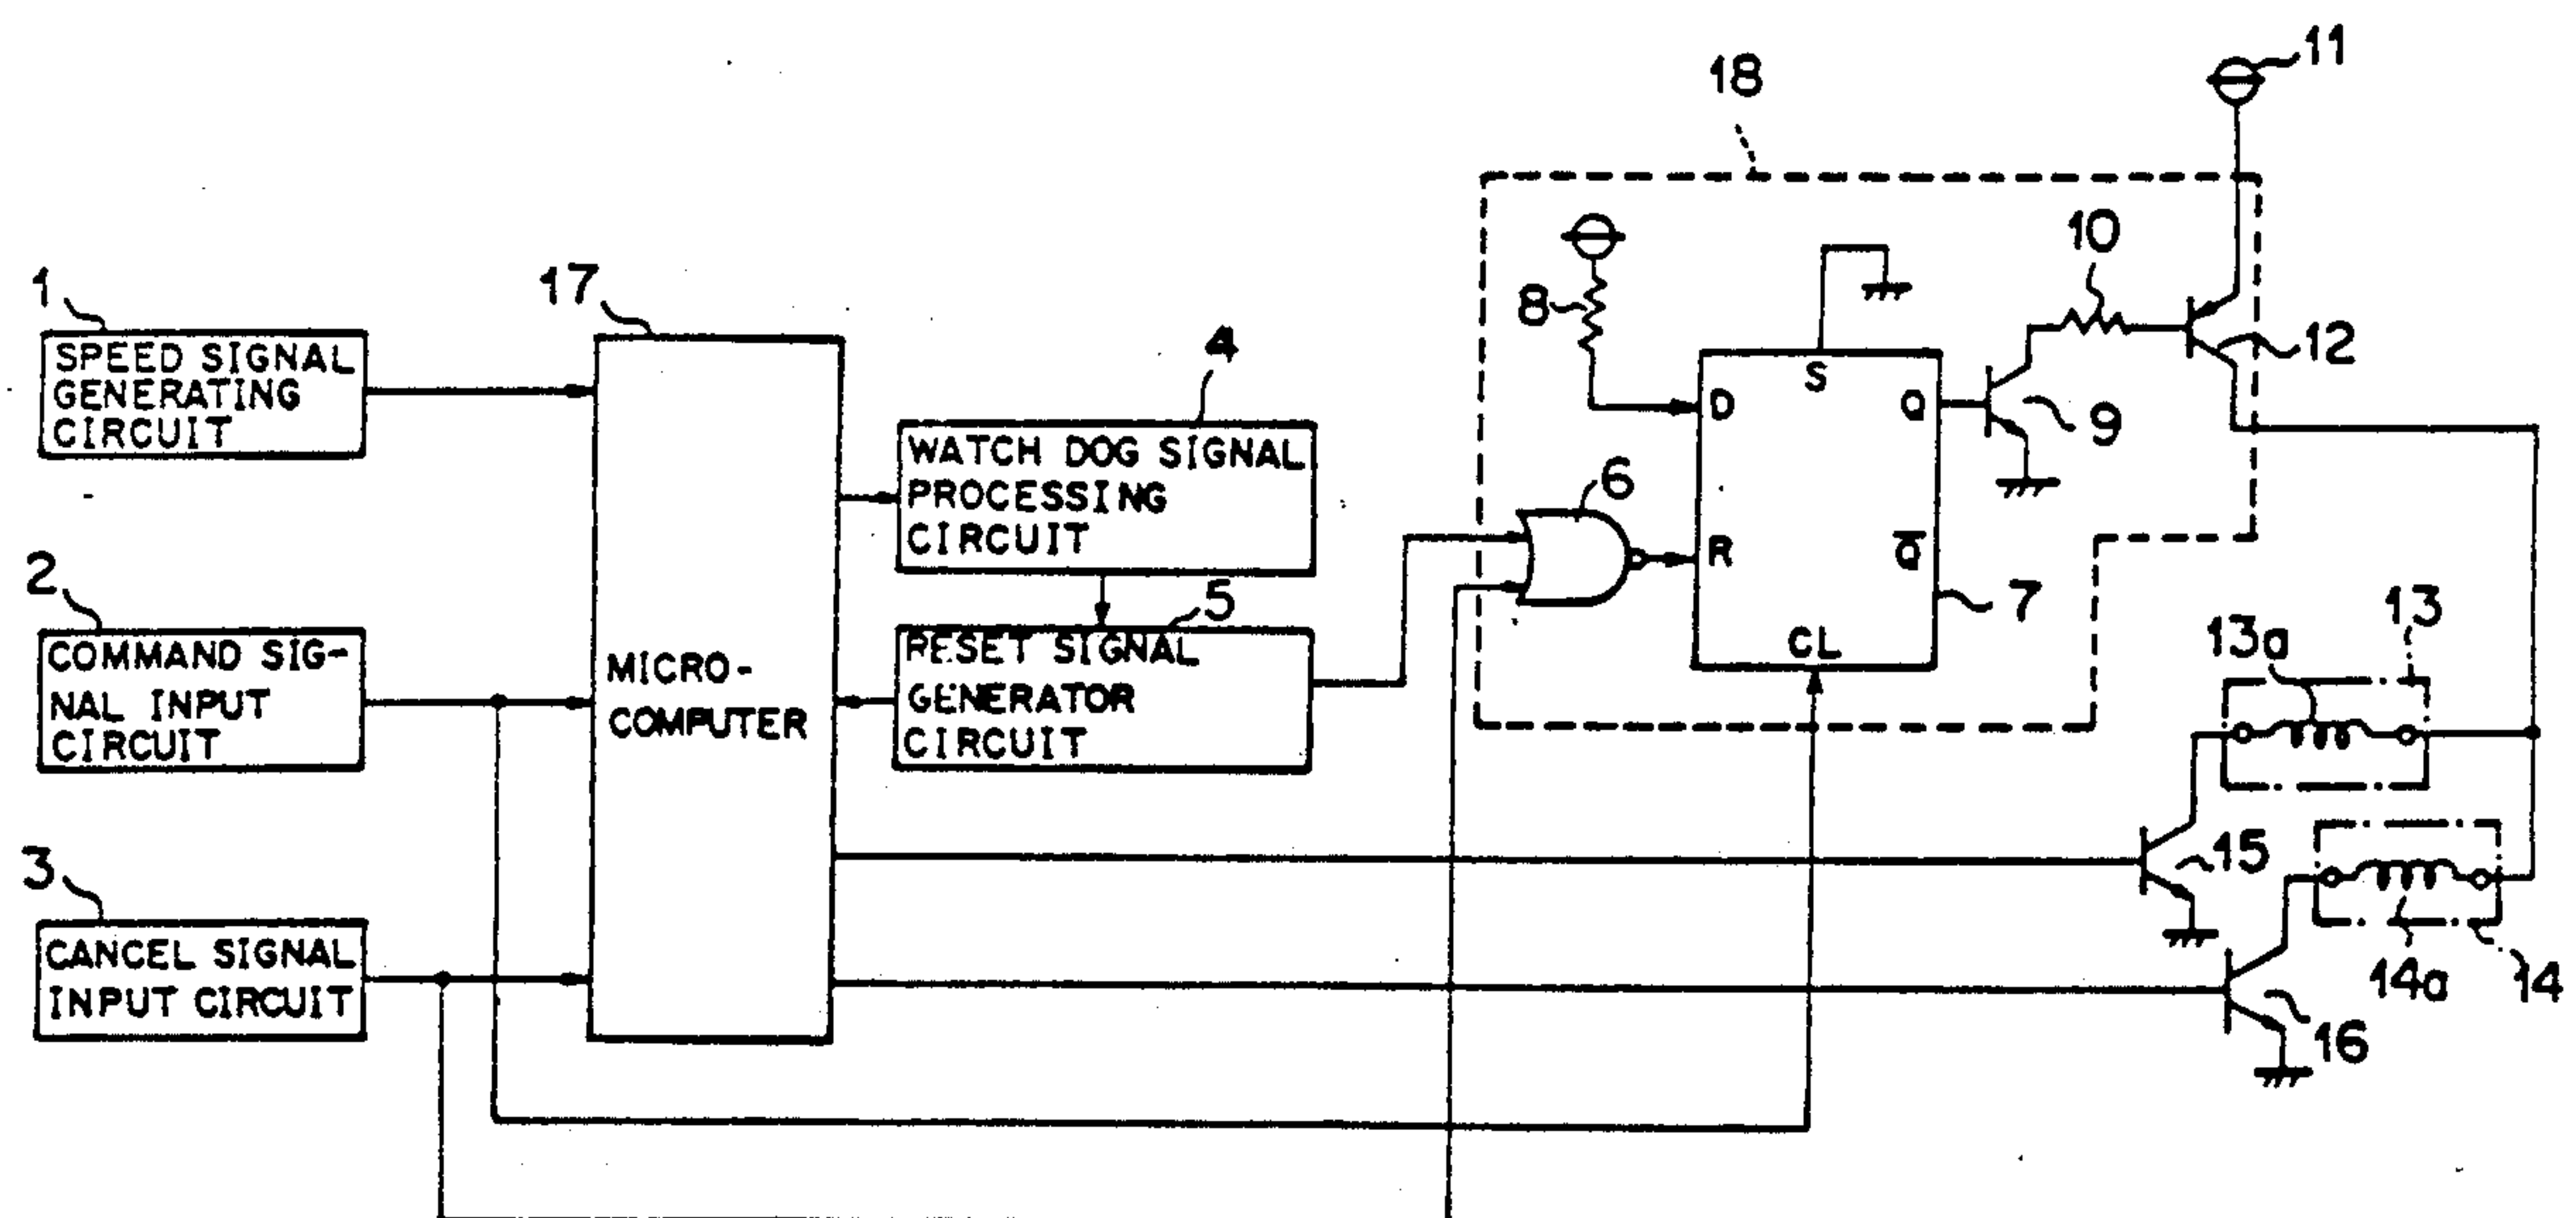 11
18
10
1
17
8
12
4
S
SPEED SIGNAL
GENERATING
CIRCUIT
D
Q
9
WATCH DOG SIGNAL
PROCESSING
CIRCUIT
6
2
R
Q̅
5
7
13
13a
COMMAND SIG-
NAL INPUT
CIRCUIT
MICRO-
COMPUTER
RESET SIGNAL
GENERATOR
CIRCUIT
CL
3
15
CANCEL SIGNAL
INPUT CIRCUIT
14a
14
16